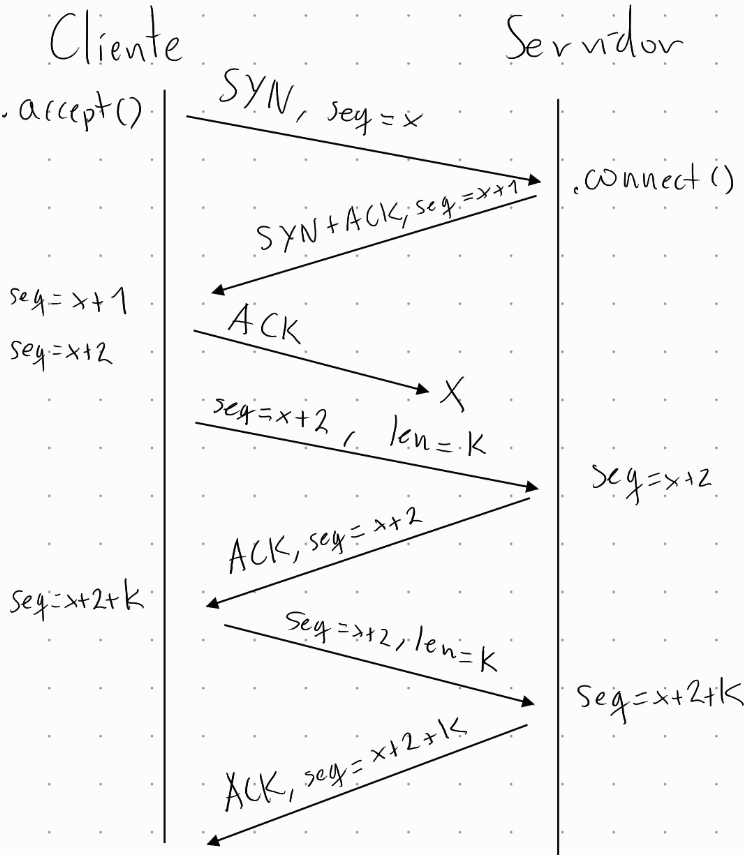 Cliente
Servidor
.accept()
SYN, seq = x
.connect()
SYN+ACK, seq=x+1
seq=x+1
ACK
seq=x+2
X
seq=x+2, len=K
seq=x+2
ACK, seq=x+2
seq=x+2+K
seq=x+2, len=K
seq=x+2+K
ACK, seq=x+2+K